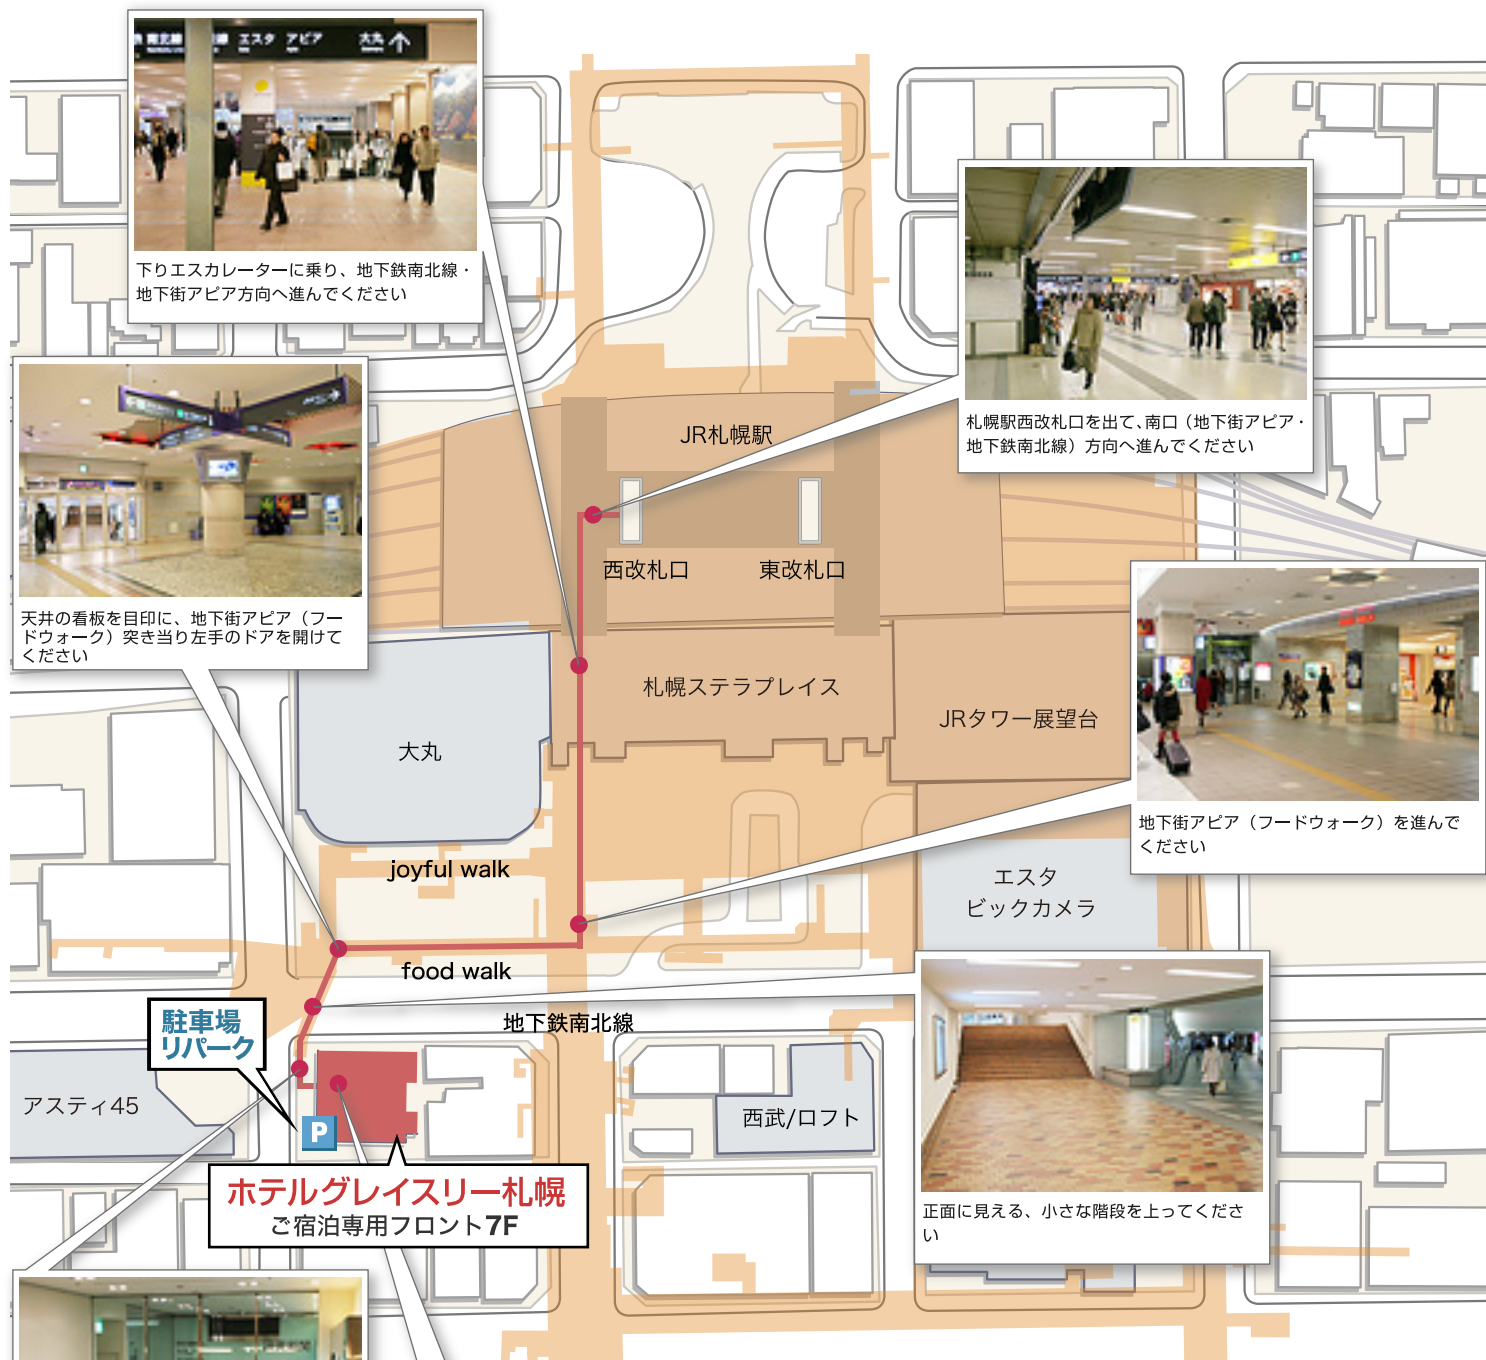 南北線
エスタ アピア
大丸
下りエスカレーターに乗り、地下鉄南北線・
地下街アピア方向へ進んでください
札幌駅西改札口を出て、南口（地下街アピア・
地下鉄南北線）方向へ進んでください
天井の看板を目印に、地下街アピア（フー
ドウォーク）突き当り左手のドアを開けて
ください
JR札幌駅
西改札口
東改札口
札幌ステラプレイス
JRタワー展望台
大丸
地下街アピア（フードウォーク）を進んで
ください
joyful walk
エスタ
ビックカメラ
food walk
地下鉄南北線
駐車場
リパーク
アスティ45
P
西武/ロフト
ホテルグレイスリー札幌
ご宿泊専用フロント7F
正面に見える、小さな階段を上ってくださ
い